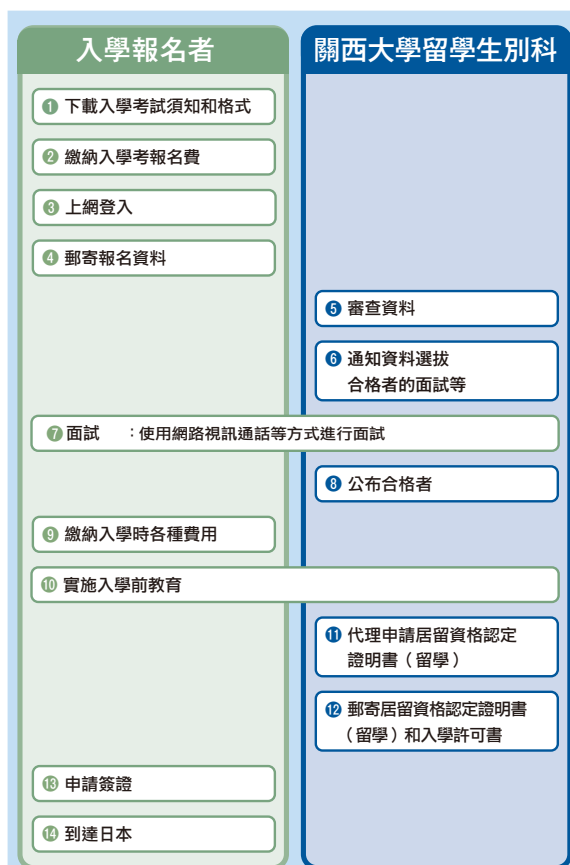 入學報名者
關西大學留學生別科
❶ 下載入學考試須知和格式
❷ 繳納入學考報名費
❸ 上網登入
❹ 郵寄報名資料
❺ 審查資料
❻ 通知資料選拔
合格者的面試等
❼ 面試 ：使用網路視訊通話等方式進行面試
❽ 公布合格者
❾ 繳納入學時各種費用
❿ 實施入學前教育
⓫ 代理申請居留資格認定
證明書（留學）
⓬ 郵寄居留資格認定證明書
（留學）和入學許可書
⓭ 申請簽證
⓮ 到達日本